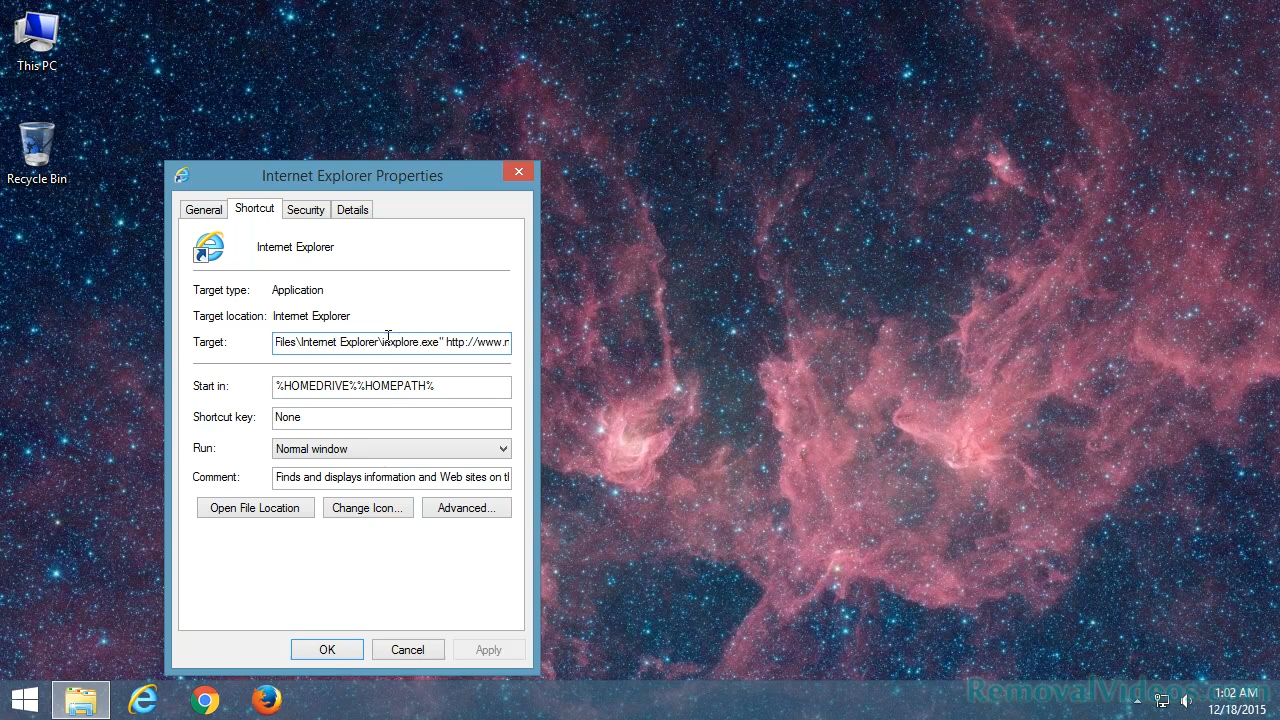 This PC
Recycle Bin
Internet Explorer Properties
General Shortcut Security Details
Internet Explorer
Target type: Application
Target location: Internet Explorer
Target: Files\Internet Explorer\iexplore.exe" http://www.
Start in: %HOMEDRIVE%%HOMEPATH%
Shortcut key: None
Run: Normal window
Comment: Finds and displays information and Web sites on
Open File Location Change Icon... Advanced...
OK Cancel Apply
RemovalVideos.com
1:02 AM
12/18/2015